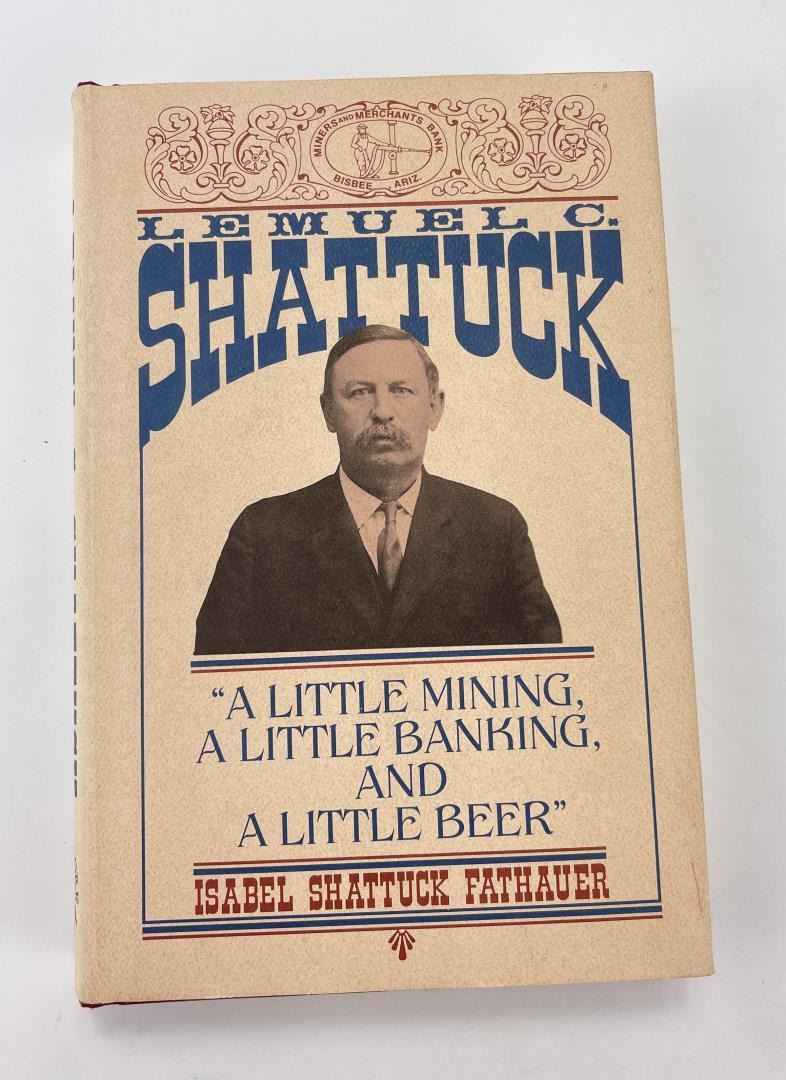 MINERS AND MERCHANTS BANK
BISBEE ARIZ.
LEMUEL C.
SHATTUCK
“A LITTLE MINING,
A LITTLE BANKING,
AND
A LITTLE BEER”
ISABEL SHATTUCK FATHAUER